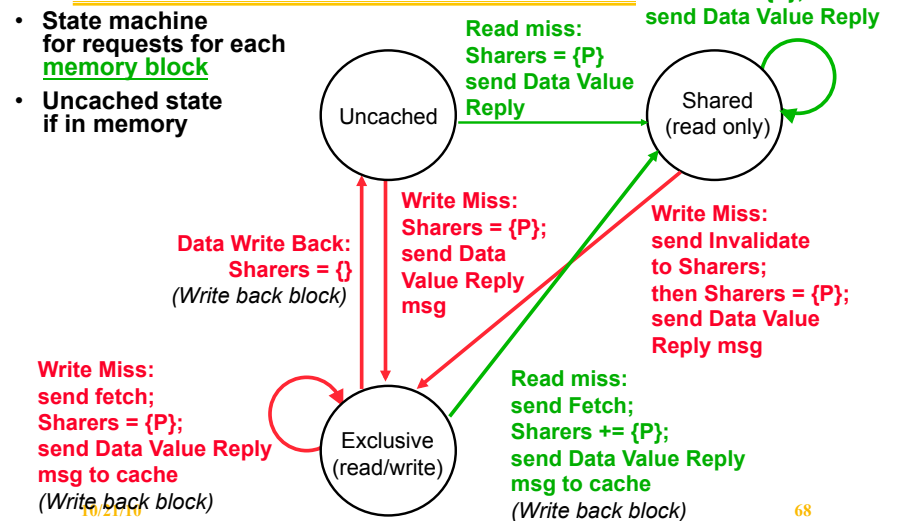 • State machine
for requests for each
memory block
• Uncached state
if in memory
Uncached
Read miss:
Sharers = {P}
send Data Value
Reply
send Data Value Reply
Shared
(read only)
Data Write Back:
Sharers = {}
(Write back block)
Write Miss:
Sharers = {P};
send Data
Value Reply
msg
Write Miss:
send Invalidate
to Sharers;
then Sharers = {P};
send Data Value
Reply msg
Write Miss:
send fetch;
Sharers = {P};
send Data Value Reply
msg to cache
(Write back block)
Exclusive
(read/write)
Read miss:
send Fetch;
Sharers += {P};
send Data Value Reply
msg to cache
(Write back block)
10/21/10
68